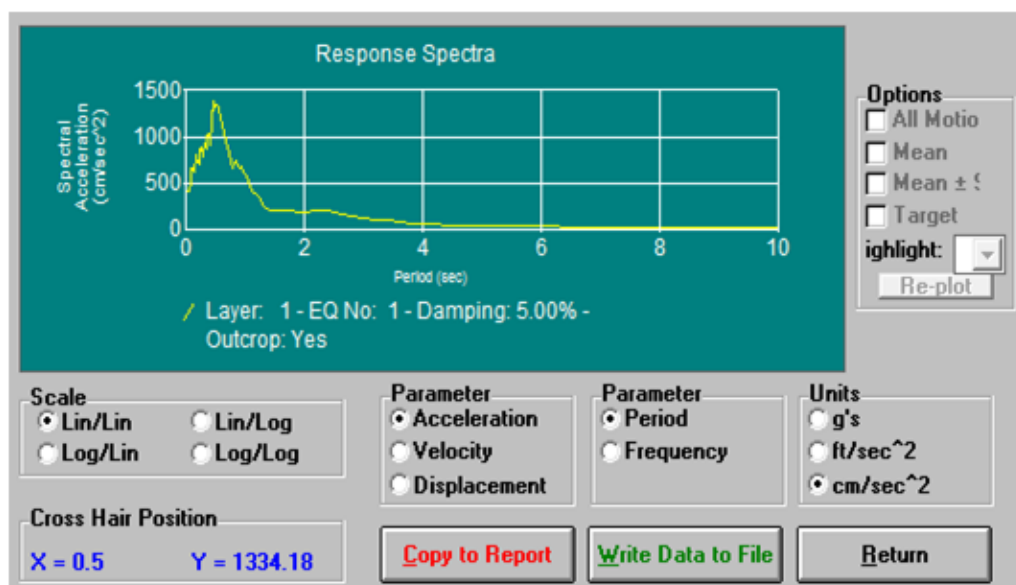 Response Spectra
Spectral
Acceleration
(cm/sec^2)
1500
1000
500
0
0 2 4 6 8 10
Period (sec)
Layer: 1 - EQ No: 1 - Damping: 5.00% -
Outcrop: Yes
Options
All Motio
Mean
Mean ± S
Target
ighlight:
Re-plot
Scale
Lin/Lin Lin/Log
Log/Lin Log/Log
Parameter
Acceleration
Velocity
Displacement
Parameter
Period
Frequency
Units
g's
ft/sec^2
cm/sec^2
Cross Hair Position
X = 0.5 Y = 1334.18
Copy to Report
Write Data to File
Return